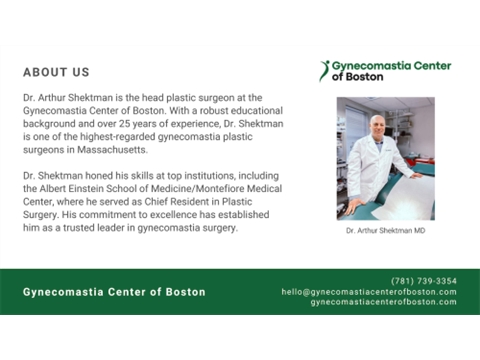 ABOUT US
Gynecomastia Center
of Boston
Dr. Arthur Shektman is the head plastic surgeon at the
Gynecomastia Center of Boston. With a robust educational
background and over 25 years of experience, Dr. Shektman
is one of the highest-regarded gynecomastia plastic
surgeons in Massachusetts.
Dr. Shektman honed his skills at top institutions, including
the Albert Einstein School of Medicine/Montefiore Medical
Center, where he served as Chief Resident in Plastic
Surgery. His commitment to excellence has established
him as a trusted leader in gynecomastia surgery.
Dr. Arthur Shektman MD
Gynecomastia Center of Boston
(781) 739-3354
hello@gynecomastiacenterofboston.com
gynecomastiacenterofboston.com